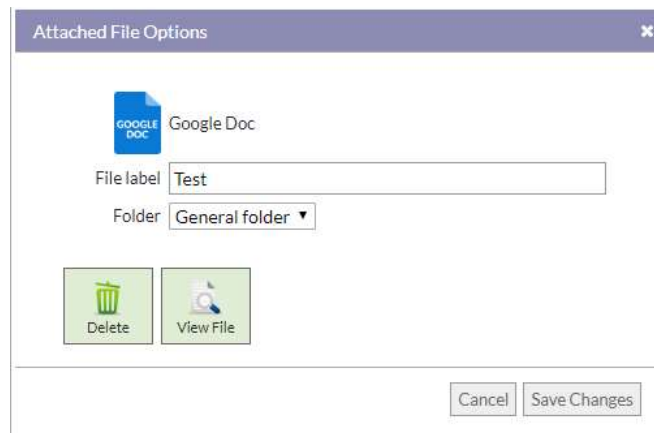 Attached File Options
GOOGLE
DOC
Google Doc
File label Test
Folder General folder
Delete View File
Cancel Save Changes